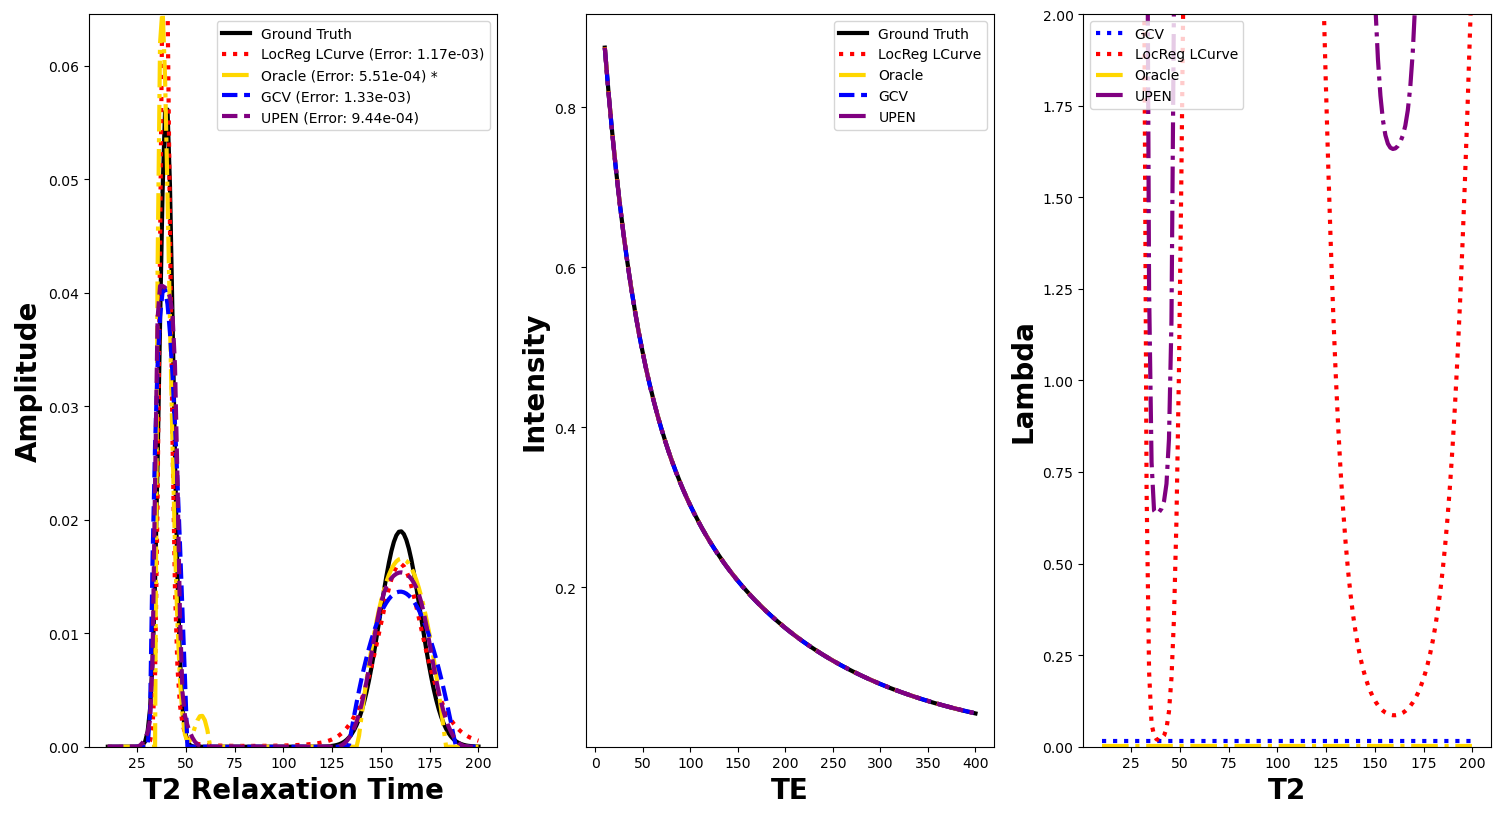 Amplitude
0.06
0.05
0.04
0.03
0.02
0.01
0.00
25 50 75 100 125 150 175 200
T2 Relaxation Time
Ground Truth
LocReg LCurve (Error: 1.17e-03)
Oracle (Error: 5.51e-04) *
GCV (Error: 1.33e-03)
UPEN (Error: 9.44e-04)
Intensity
0.8
0.6
0.4
0.2
0 50 100 150 200 250 300 350 400
TE
Ground Truth
LocReg LCurve
Oracle
GCV
UPEN
Lambda
2.00
1.75
1.50
1.25
1.00
0.75
0.50
0.25
0.00
25 50 75 100 125 150 175 200
T2
GCV
LocReg LCurve
Oracle
UPEN